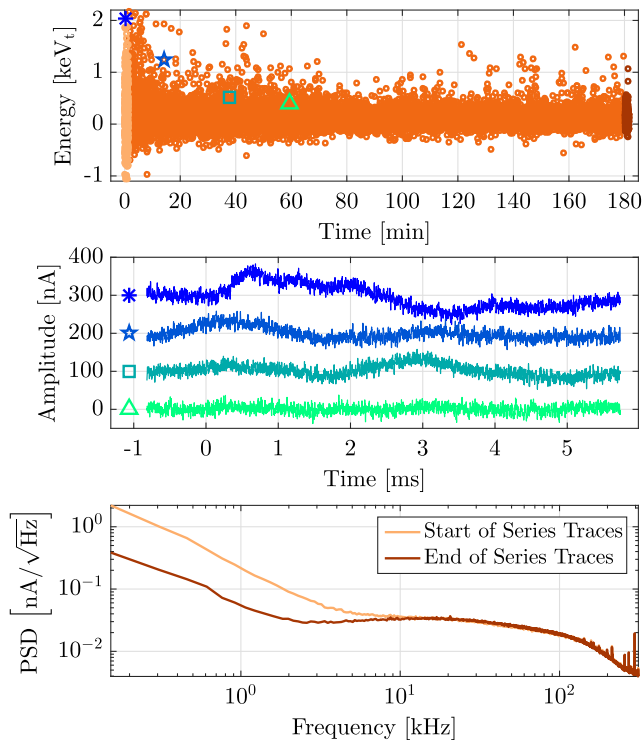 2
1
0
-1
Energy [keVₜ]
0 20 40 60 80 100 120 140 160 180
Time [min]
400
300
200
100
0
Amplitude [nA]
-1 0 1 2 3 4 5
Time [ms]
10⁰
10⁻¹
10⁻²
PSD [nA/√Hz]
Start of Series Traces
End of Series Traces
10⁰ 10¹ 10²
Frequency [kHz]